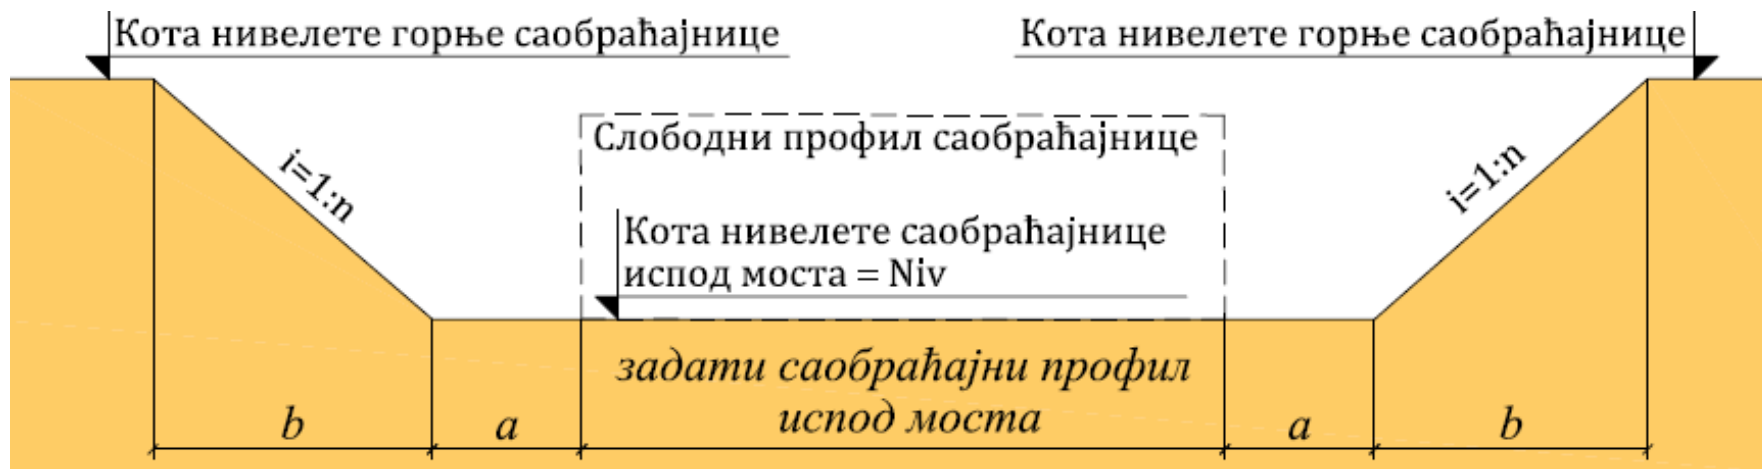 Кота нивелете горње саобраћајнице
Кота нивелете горње саобраћајнице
Слободни профил саобраћајнице
i=1:n
i=1:n
Кота нивелете саобраћајнице
испод моста = Niv
задати саобраћајни профил
испод моста
b
a
a
b